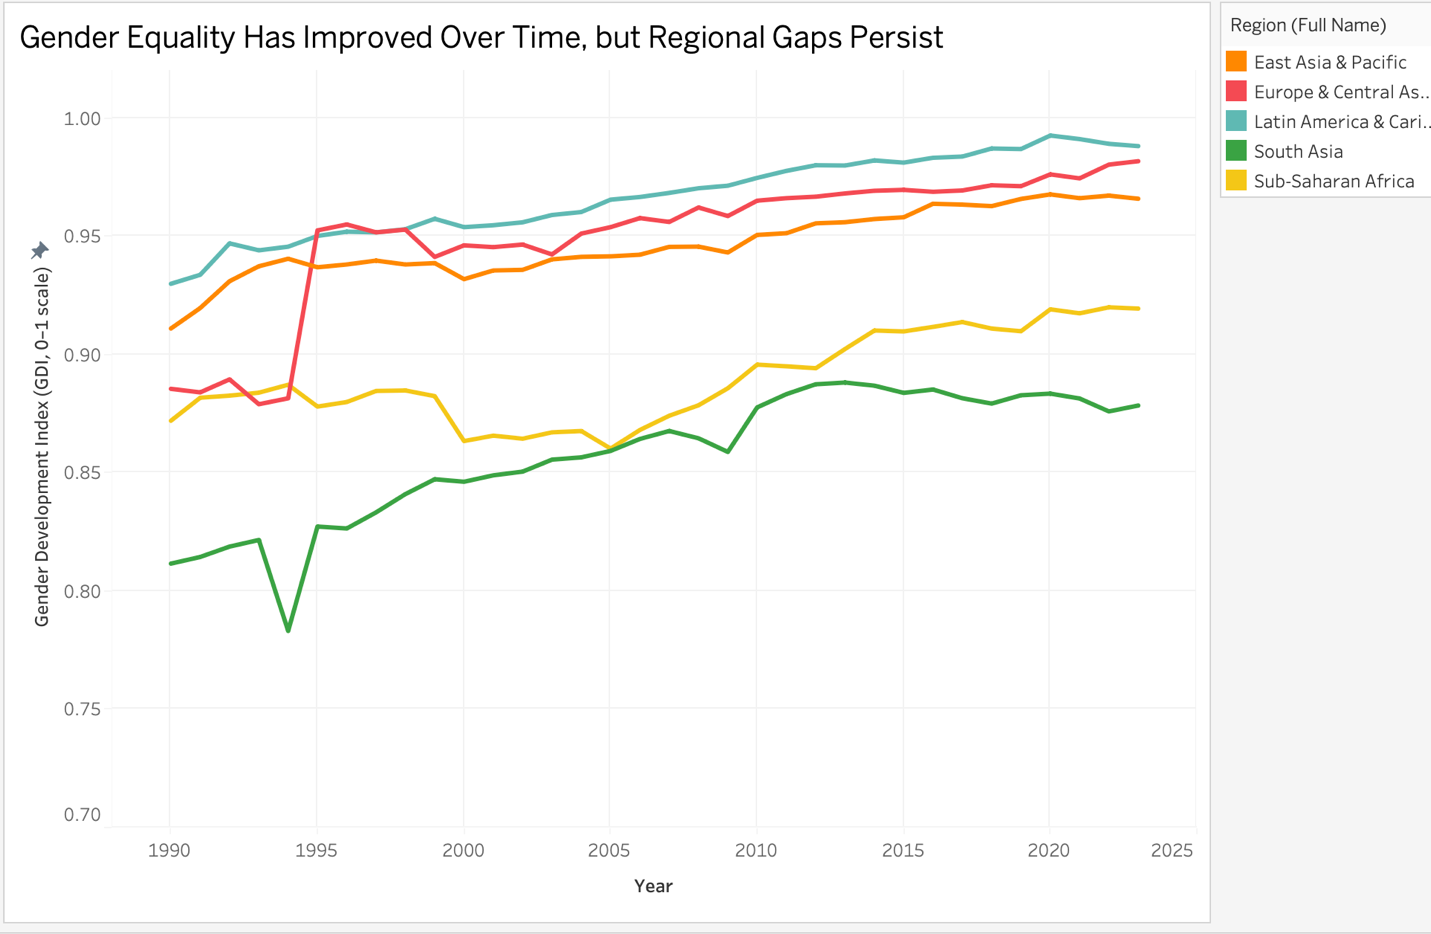 Gender Equality Has Improved Over Time, but Regional Gaps Persist
Region (Full Name)
East Asia & Pacific
Europe & Central As..
Latin America & Cari..
South Asia
Sub-Saharan Africa
Gender Development Index (GDI, 0–1 scale)
1.00
0.95
0.90
0.85
0.80
0.75
0.70
1990 1995 2000 2005 2010 2015 2020 2025
Year